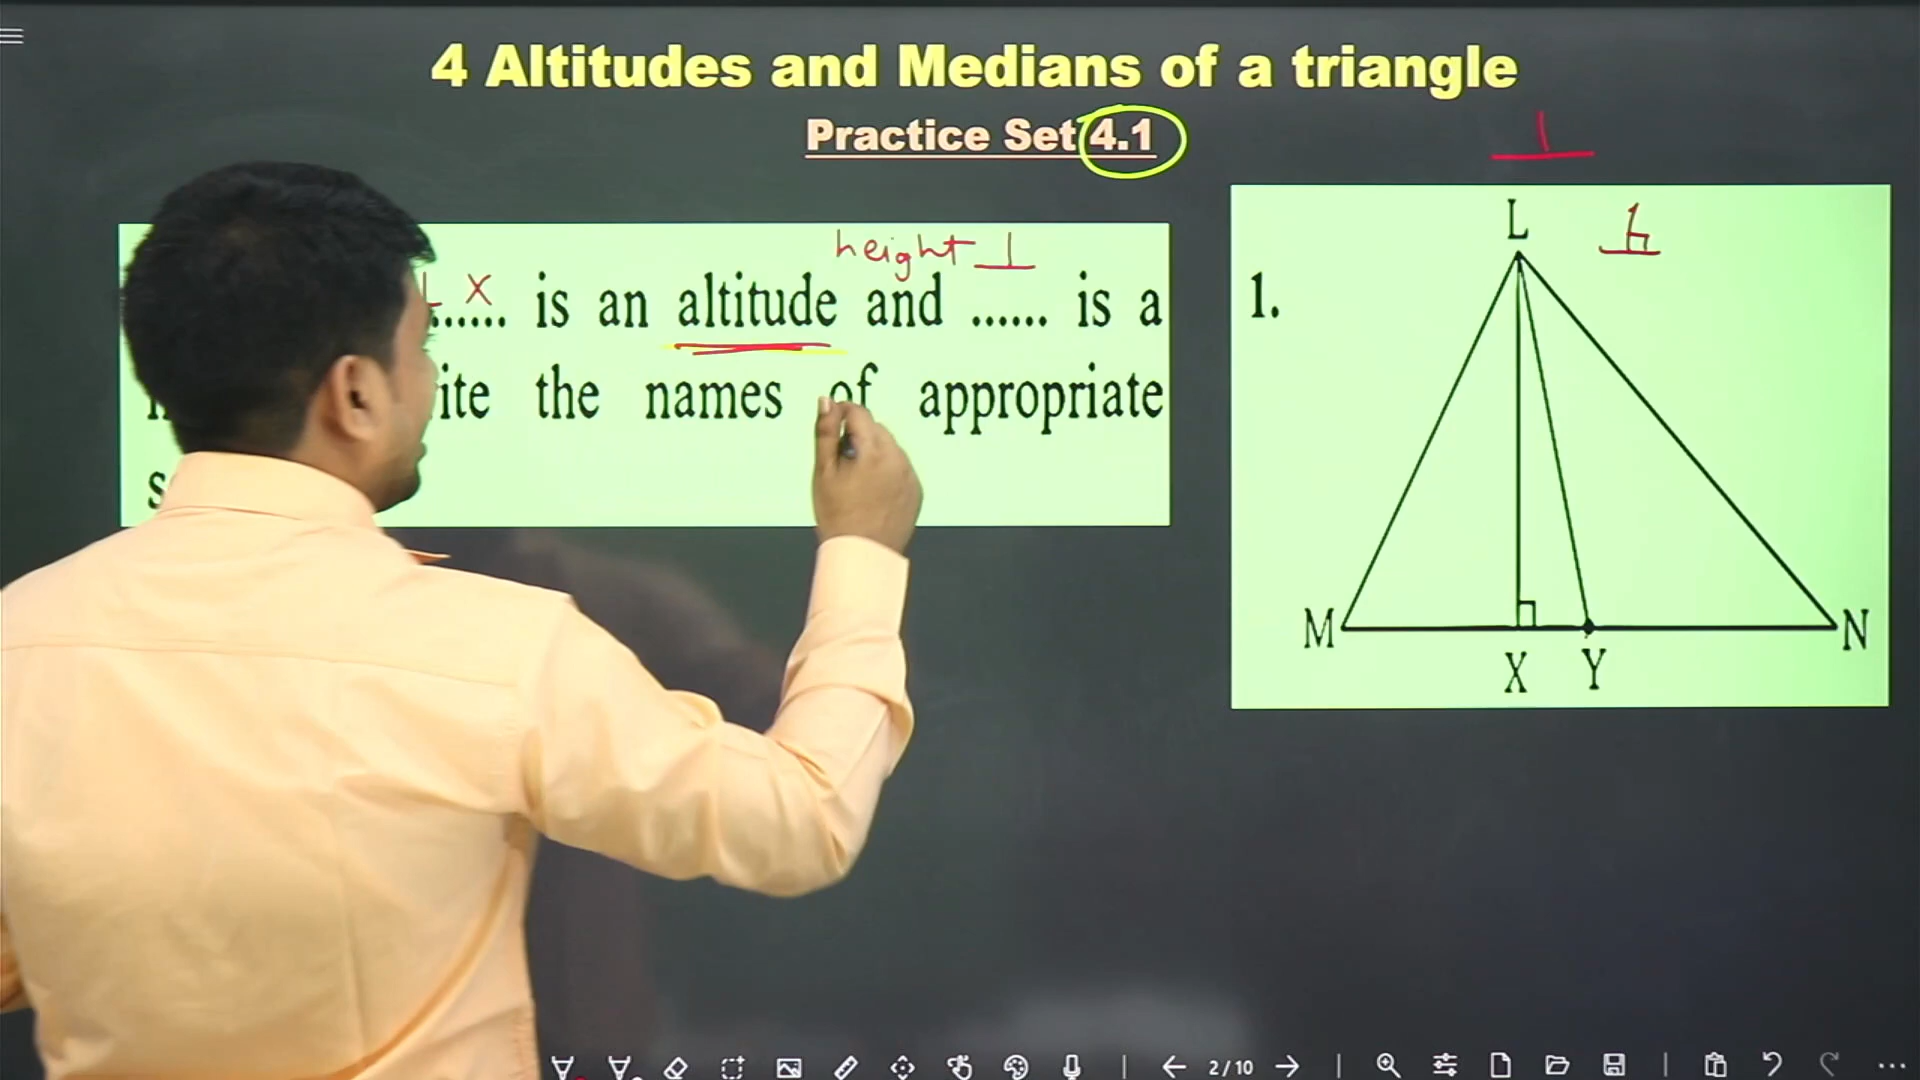 4 Altitudes and Medians of a triangle
Practice Set 4.1
height ⊥
L X
...... is an altitude and ...... is a
the names of appropriate
1.
L
h
M
N
X Y
2 / 10